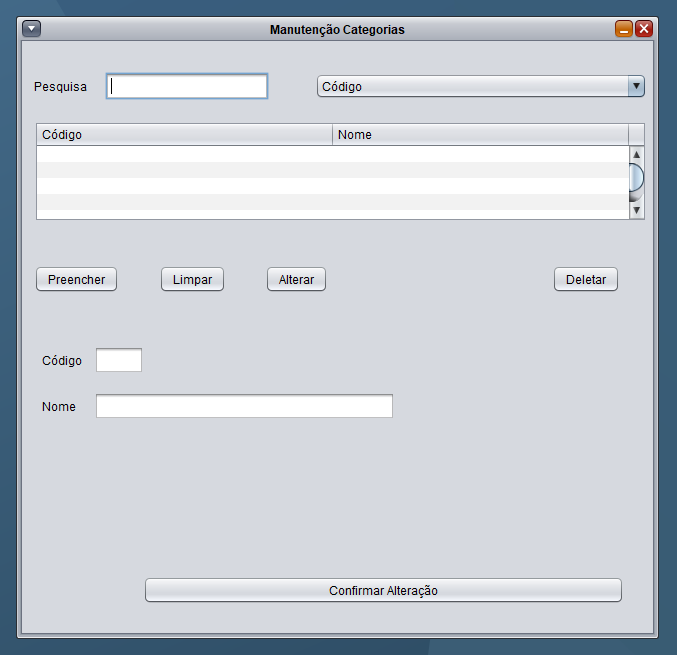 Manutenção Categorias
Pesquisa Código
Código Nome
Preencher Limpar Alterar Deletar
Código
Nome
Confirmar Alteração